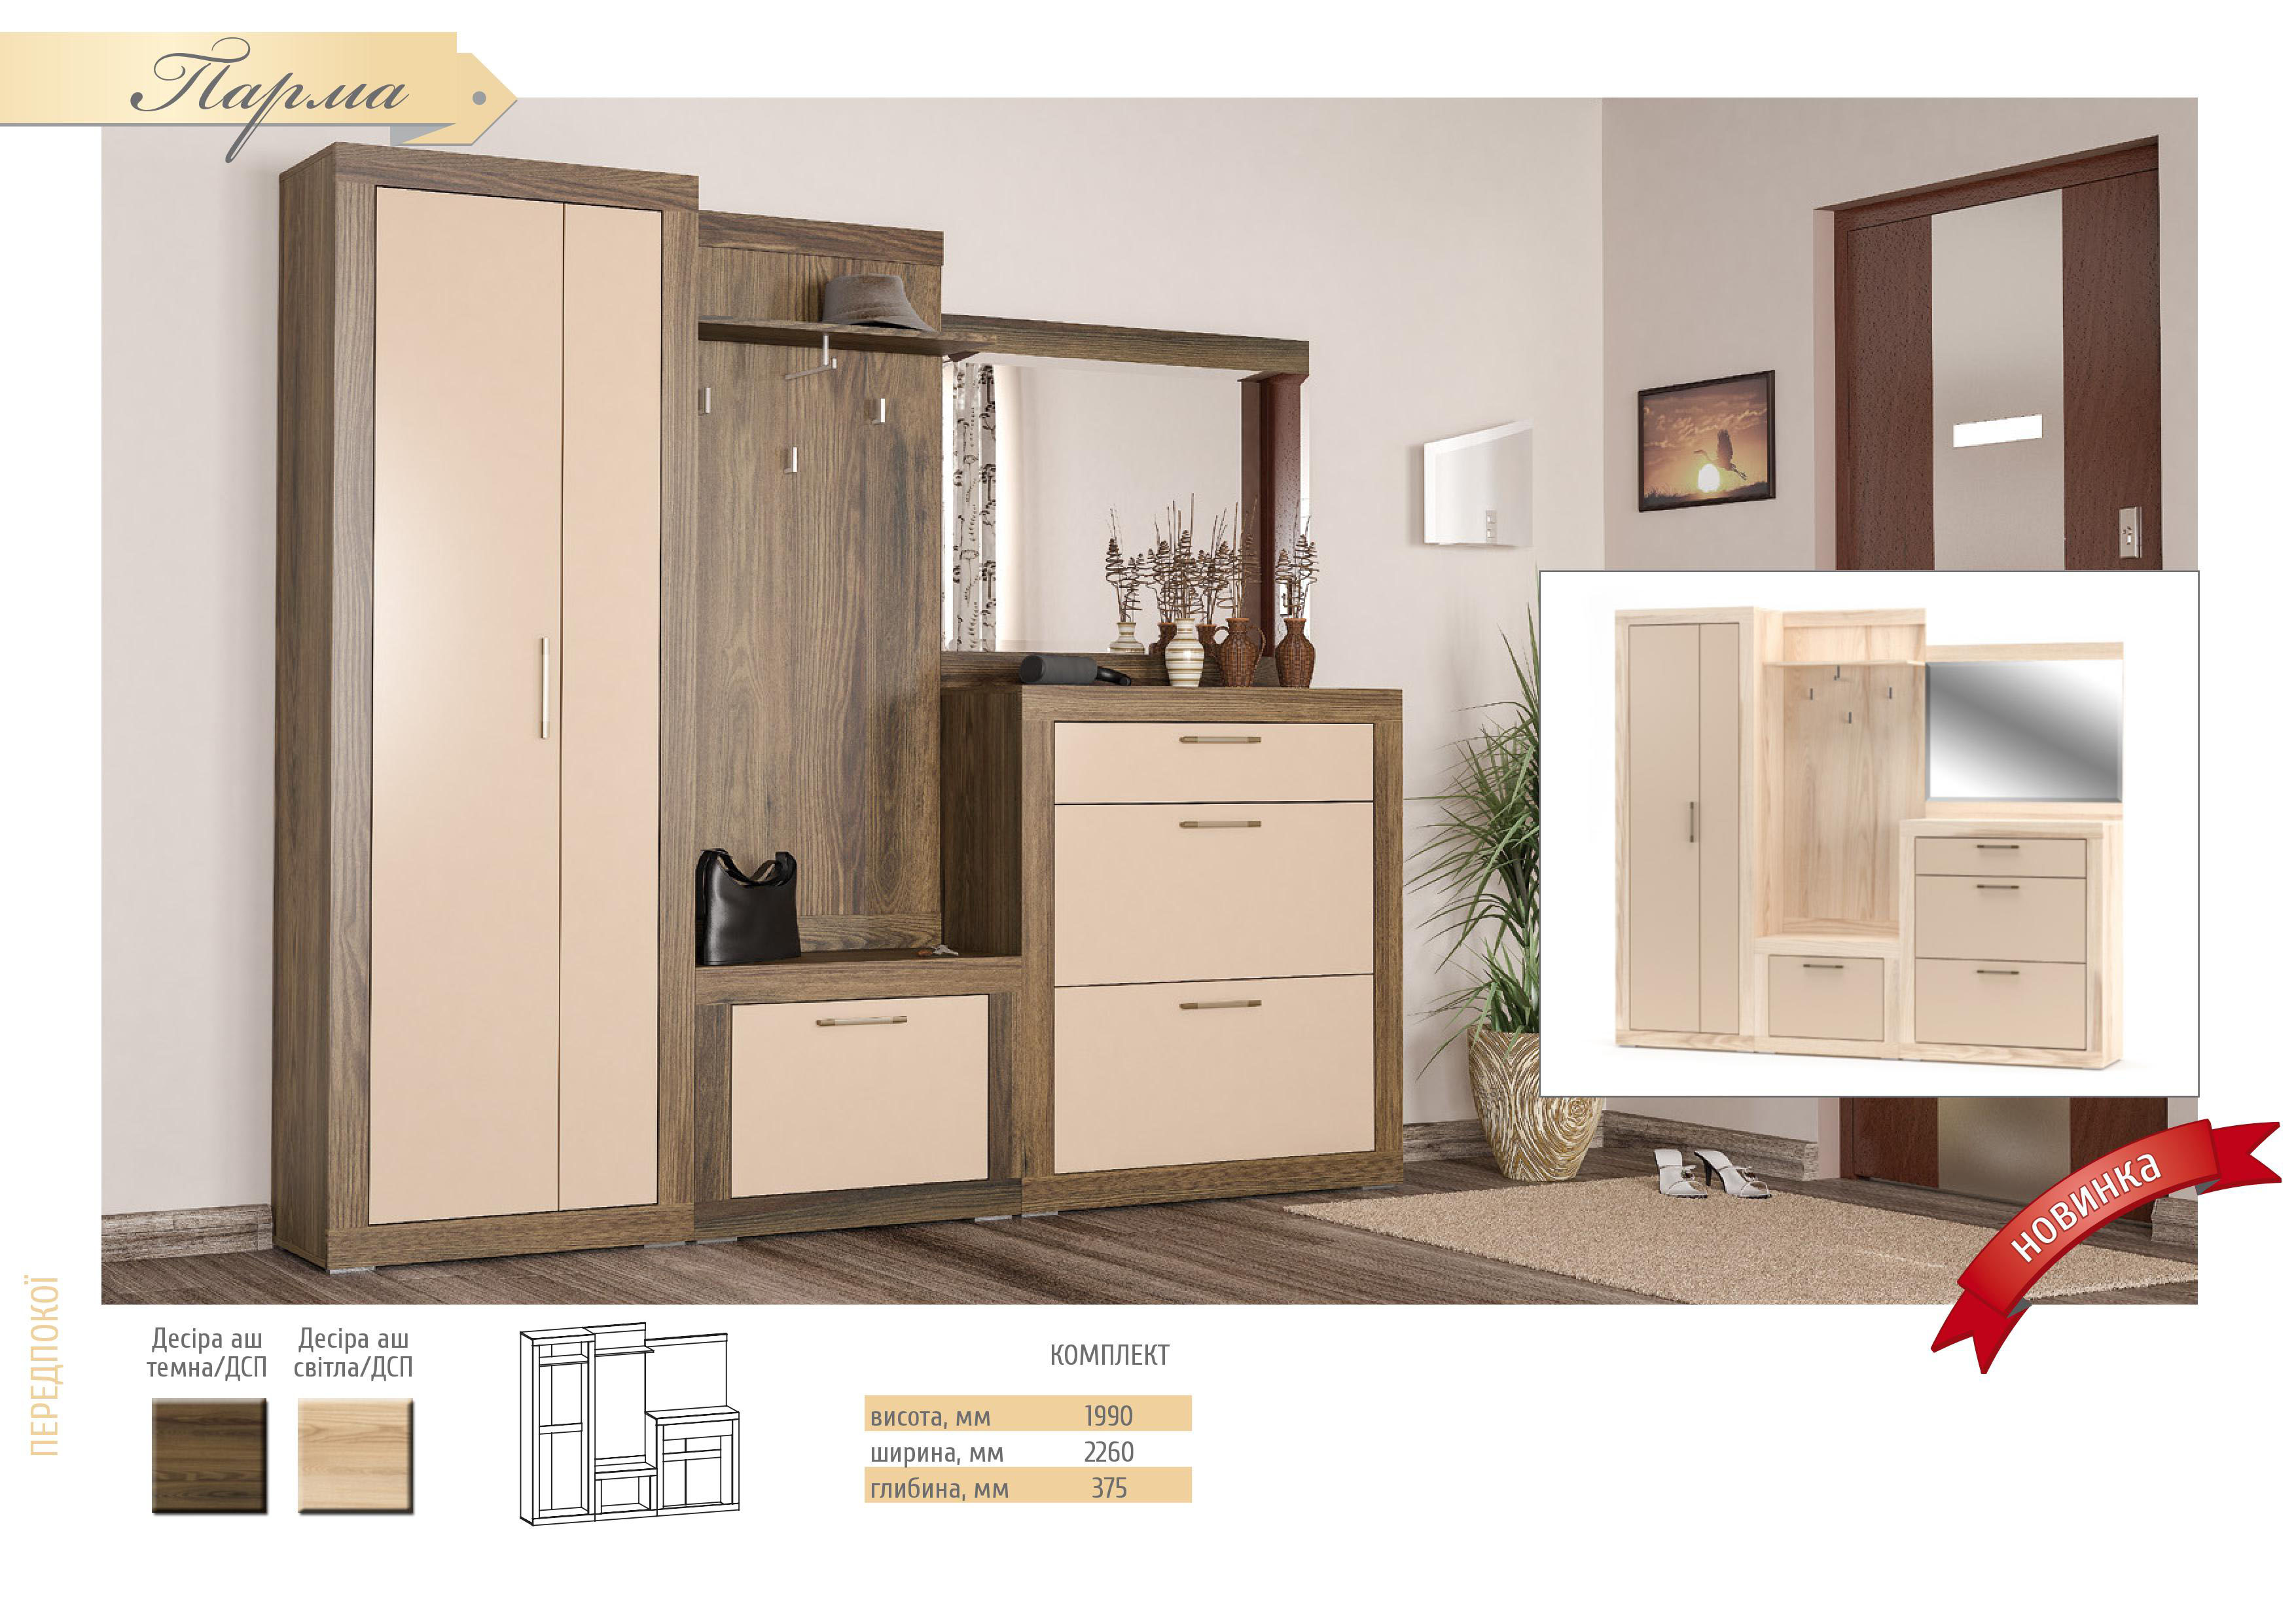 Парма
новинка
ПЕРЕДПОКОЇ
Десіра аш
темна/ДСП
Десіра аш
світла/ДСП
КОМПЛЕКТ
висота, мм 1990
ширина, мм 2260
глибина, мм 375